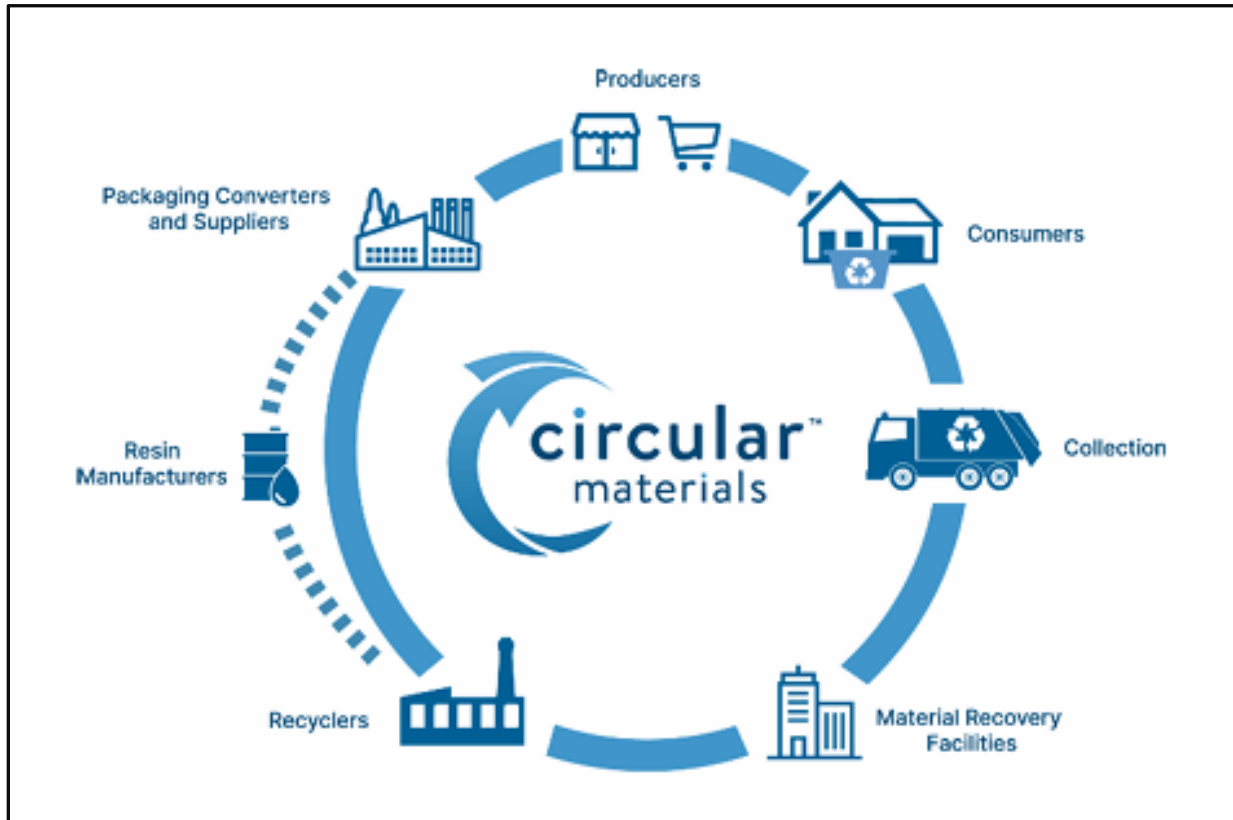 Producers
Packaging Converters
and Suppliers
Consumers
circular™
materials
Resin
Manufacturers
Collection
Recyclers
Material Recovery
Facilities